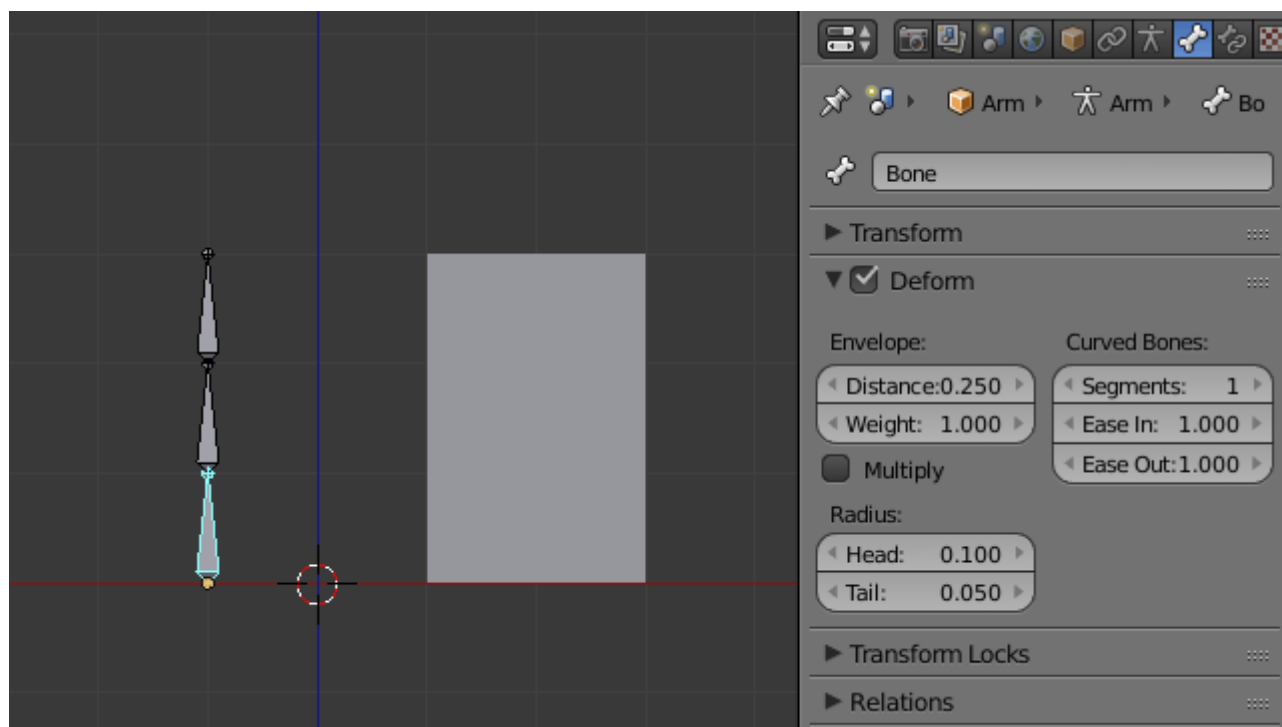 Arm Arm Bo
Bone
Transform
Deform
Envelope: Curved Bones:
Distance:0.250 Segments: 1
Weight: 1.000 Ease In: 1.000
Multiply Ease Out:1.000
Radius:
Head: 0.100
Tail: 0.050
Transform Locks
Relations